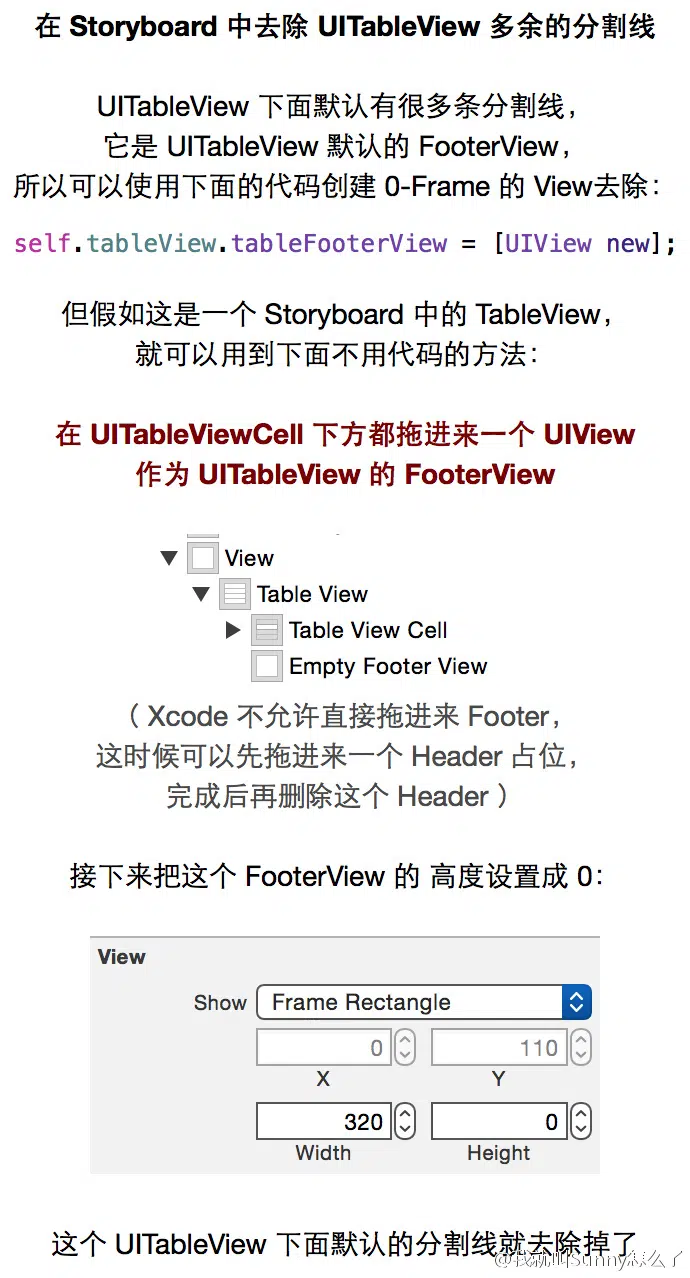 在 Storyboard 中去除 UITableView 多余的分割线
UITableView 下面默认有很多条分割线，
它是 UITableView 默认的 FooterView，
所以可以使用下面的代码创建 0-Frame 的 View去除：
self.tableView.tableFooterView = [UIView new];
但假如这是一个 Storyboard 中的 TableView，
就可以用到下面不用代码的方法：
在 UITableViewCell 下方都拖进来一个 UIView
作为 UITableView 的 FooterView
View
Table View
Table View Cell
Empty Footer View
（ Xcode 不允许直接拖进来 Footer，
这时候可以先拖进来一个 Header 占位，
完成后再删除这个 Header ）
接下来把这个 FooterView 的 高度设置成 0：
View
Show Frame Rectangle
0 110
X Y
320 0
Width Height
这个 UITableView 下面默认的分割线就去除掉了
@我就叫Sunny怎么了